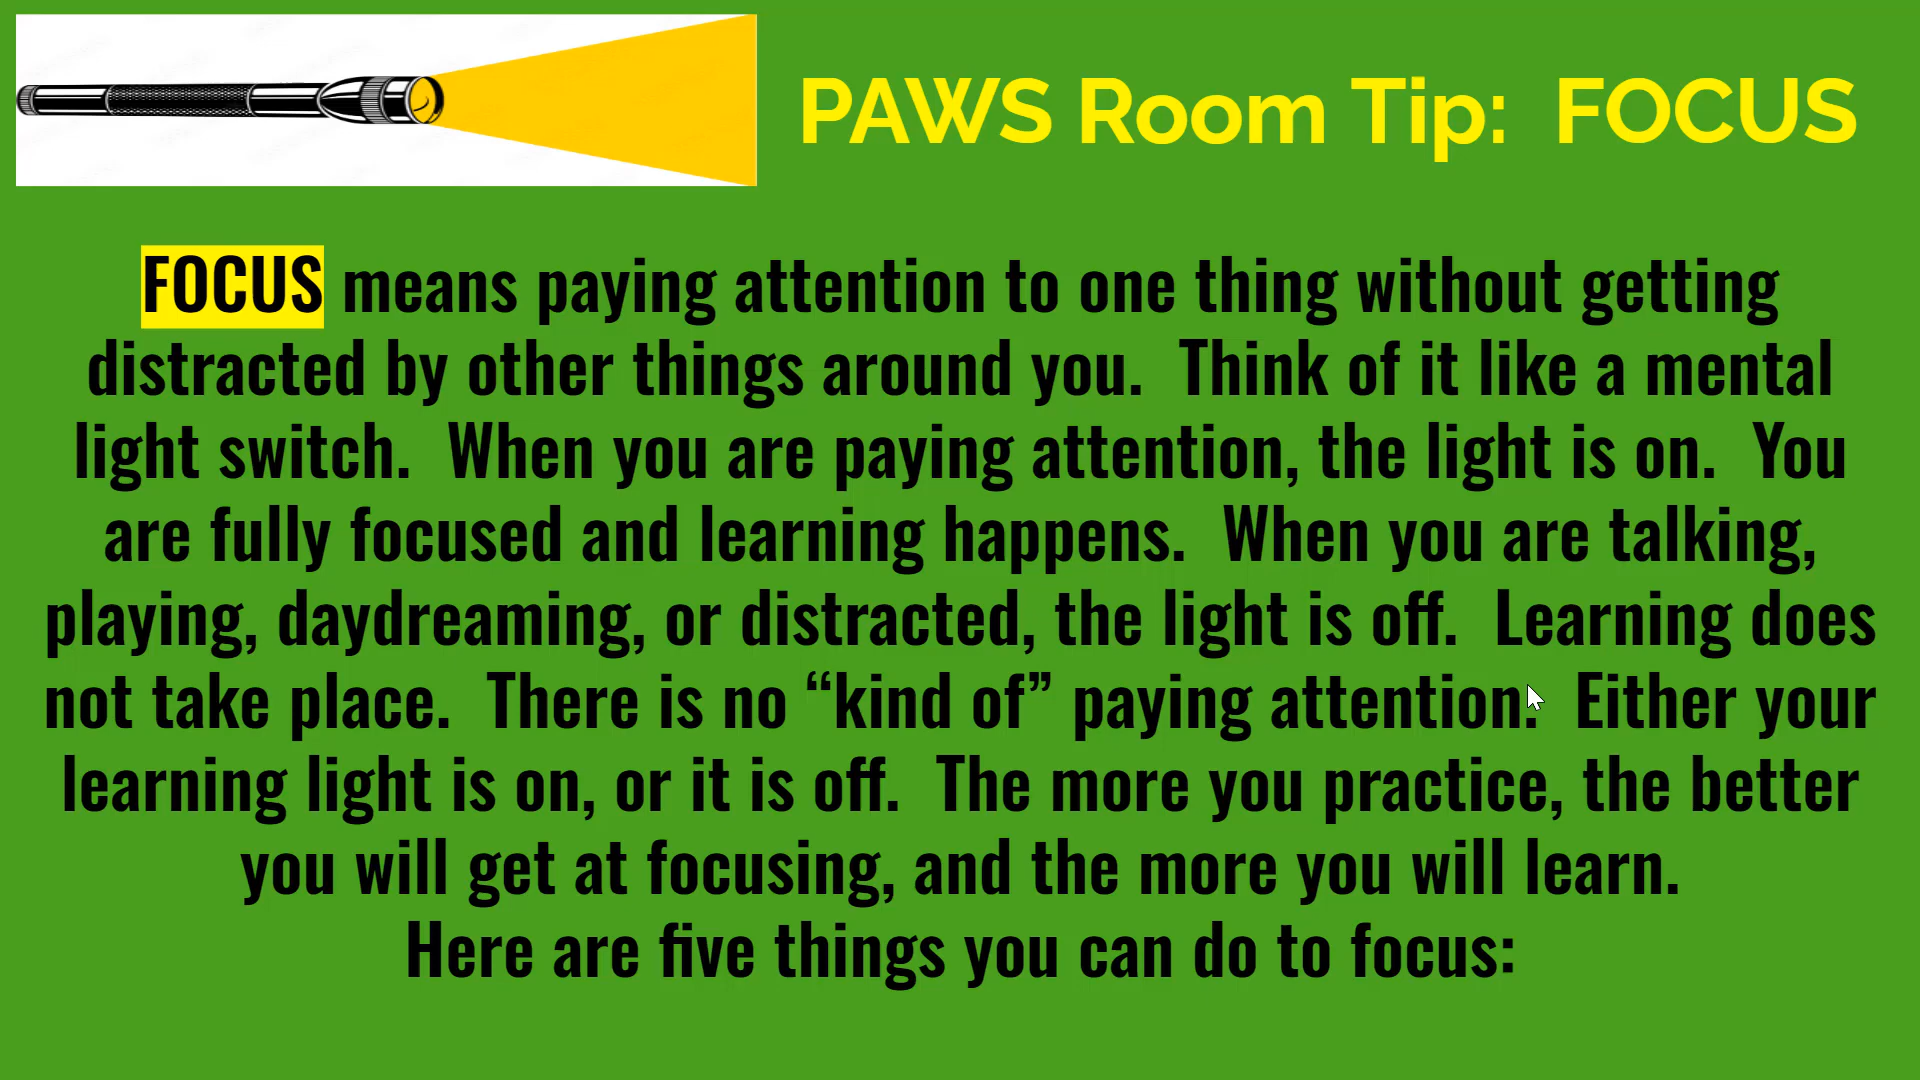 PAWS Room Tip:  FOCUS
FOCUS means paying attention to one thing without getting
distracted by other things around you.  Think of it like a mental
light switch.  When you are paying attention, the light is on.  You
are fully focused and learning happens.  When you are talking,
playing, daydreaming, or distracted, the light is off.  Learning does
not take place.  There is no “kind of” paying attention.  Either your
learning light is on, or it is off.  The more you practice, the better
you will get at focusing, and the more you will learn.
Here are five things you can do to focus: